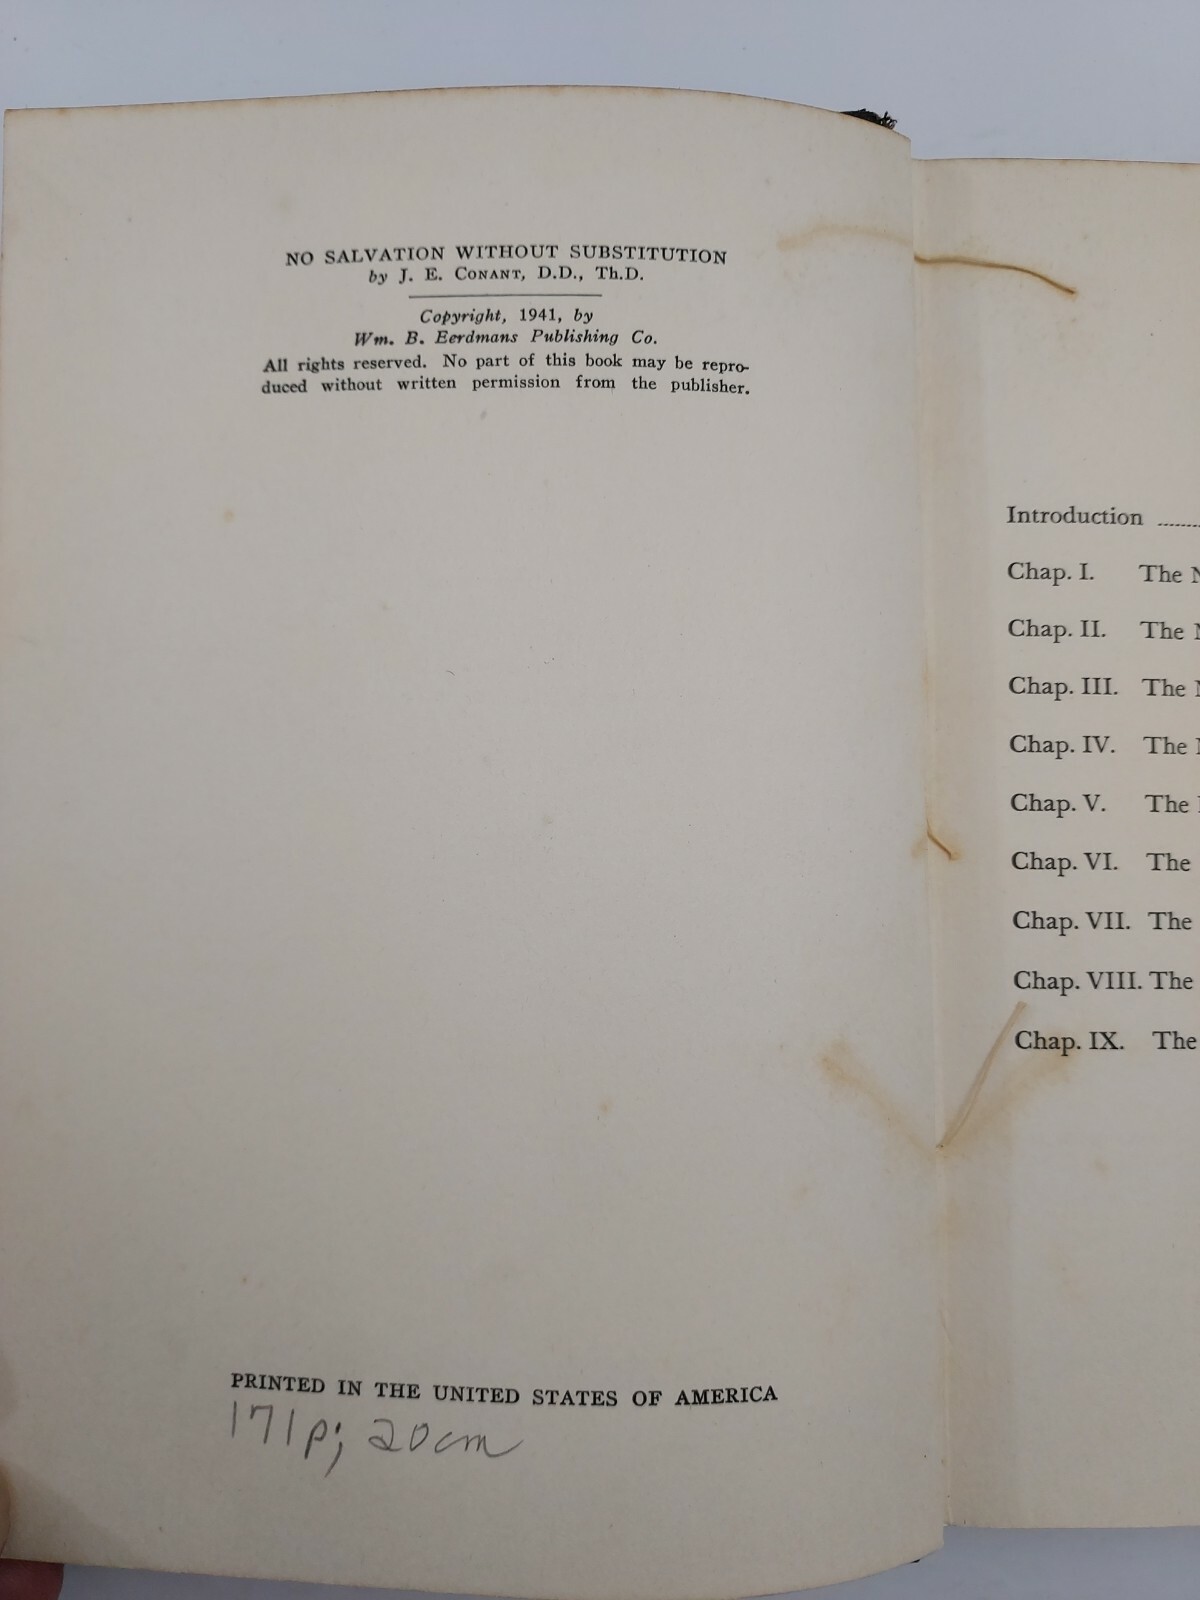 NO SALVATION WITHOUT SUBSTITUTION
by J. E. CONANT, D.D., Th.D.
Copyright, 1941, by
Wm. B. Eerdmans Publishing Co.
All rights reserved. No part of this book may be repro-
duced without written permission from the publisher.
PRINTED IN THE UNITED STATES OF AMERICA
171p; 20cm
Introduction ........
Chap. I. The
Chap. II. The
Chap. III. The
Chap. IV. The
Chap. V. The
Chap. VI. The
Chap. VII. The
Chap. VIII. The
Chap. IX. The